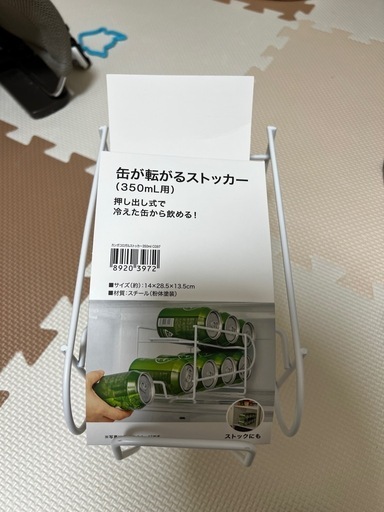 缶が転がるストッカー
（350mL用）
押し出し式で
冷えた缶から飲める！
8920 3972
■サイズ（約）：14×28.5×13.5cm
■材質：スチール（粉体塗装）
ストックにも